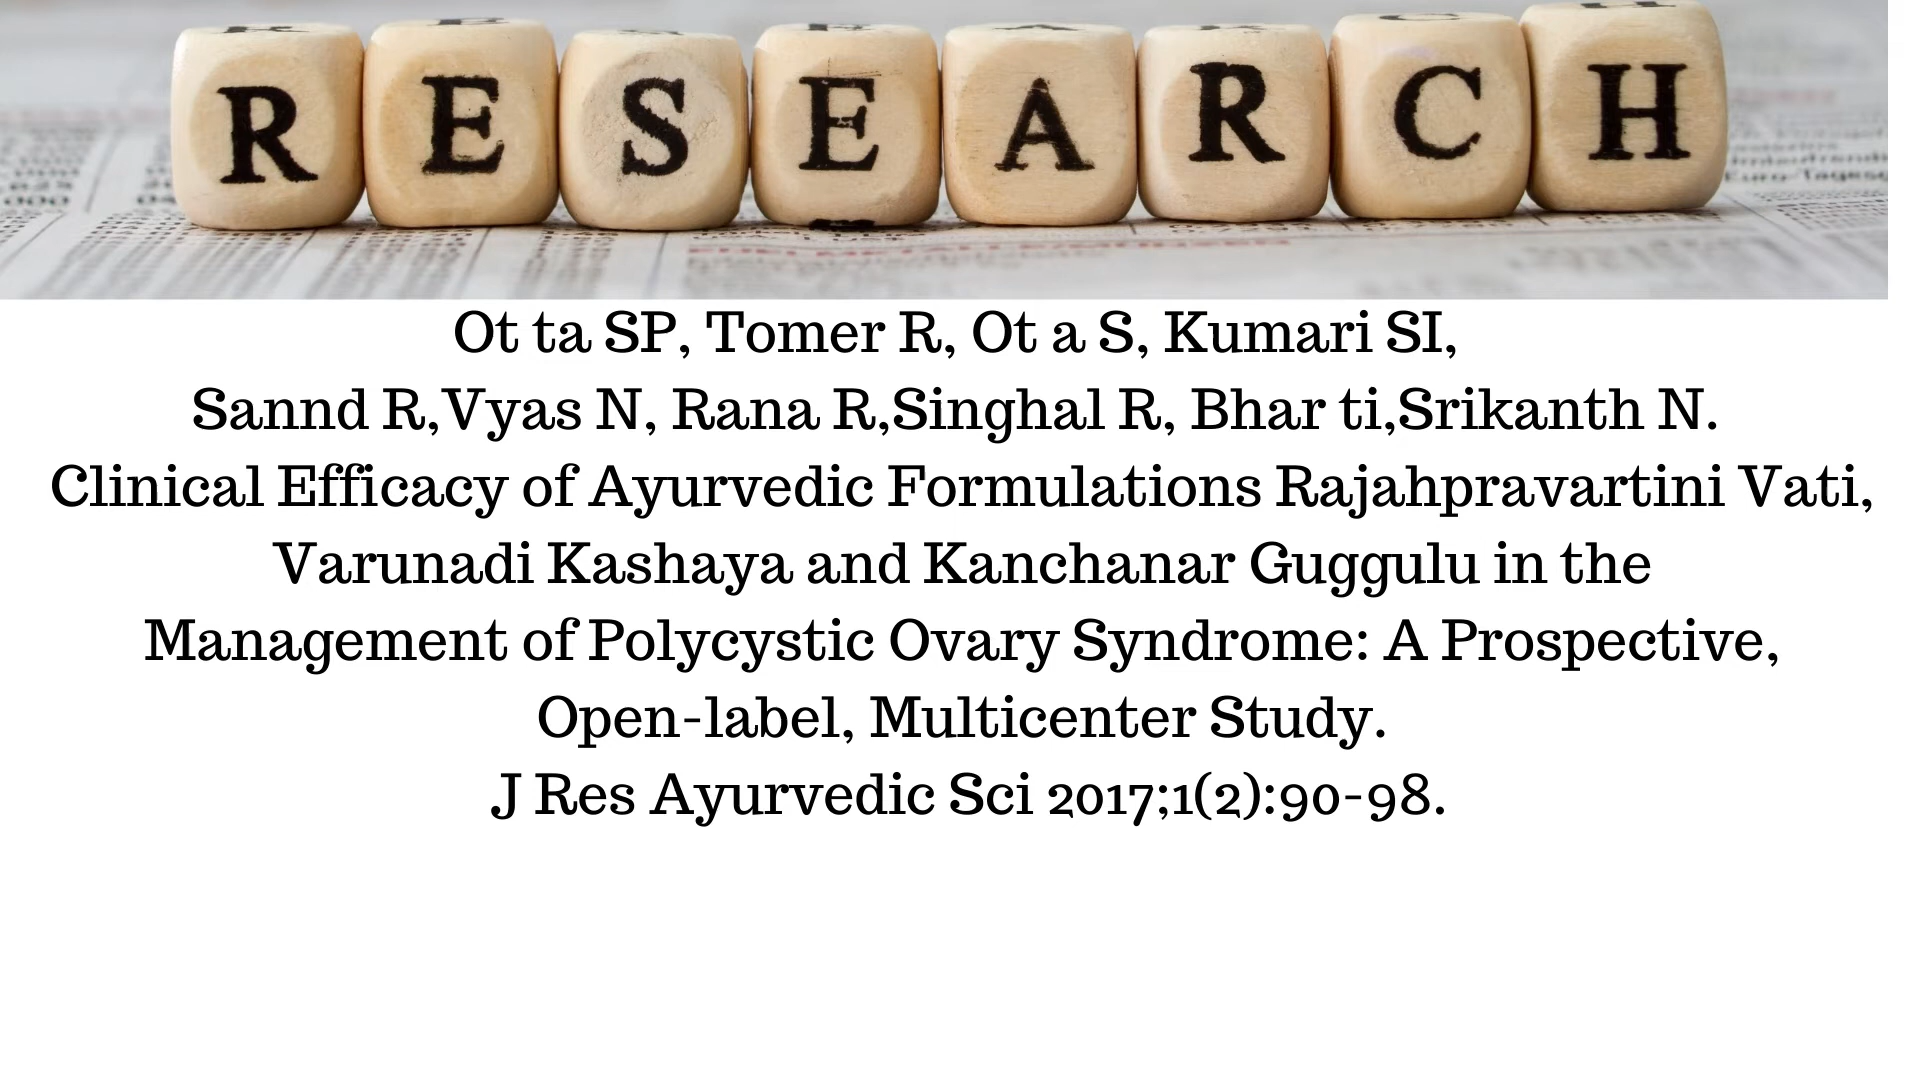 RESEARCH
Ot ta SP, Tomer R, Ot a S, Kumari SI,
Sannd R,Vyas N, Rana R,Singhal R, Bhar ti,Srikanth N.
Clinical Efficacy of Ayurvedic Formulations Rajahpravartini Vati,
Varunadi Kashaya and Kanchanar Guggulu in the
Management of Polycystic Ovary Syndrome: A Prospective,
Open-label, Multicenter Study.
J Res Ayurvedic Sci 2017;1(2):90-98.